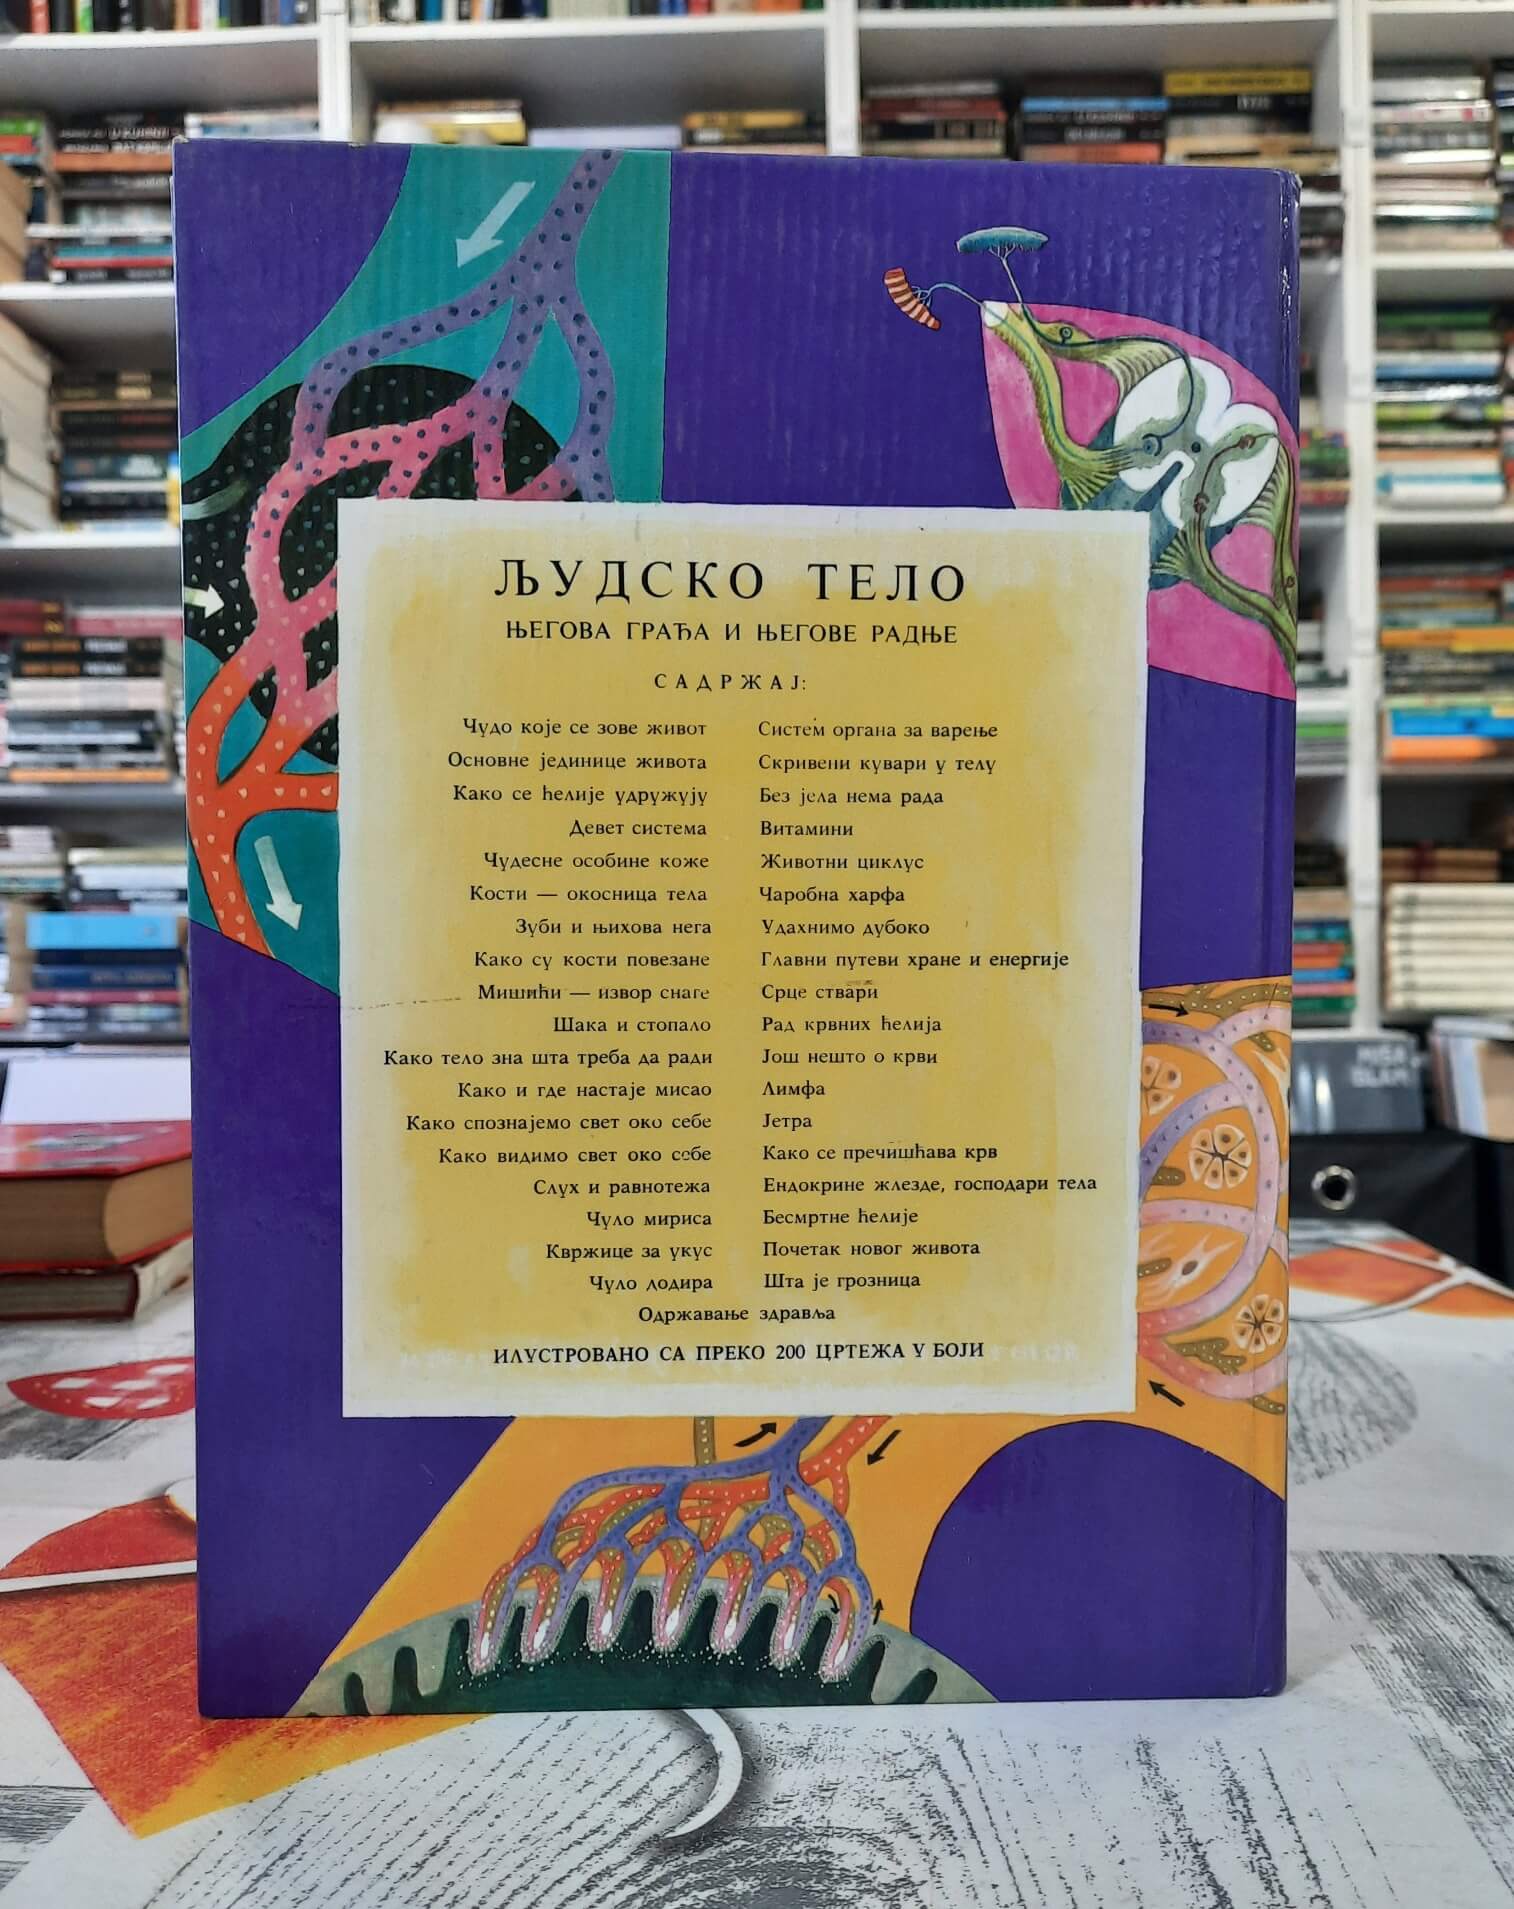 ЉУДСКО ТЕЛО
ЊЕГОВА ГРАЂА И ЊЕГОВЕ РАДЊЕ
САДРЖАЈ:
Чудо које се зове живот
Основне јединице живота
Како се ћелије удружују
Девет система
Чудесне особине коже
Кости — окосница тела
Зуби и њихова нега
Како су кости повезане
Мишићи — извор снаге
Шака и стопало
Како тело зна шта треба да ради
Како и где настаје мисао
Како спознајемо свет око себе
Како видимо свет око себе
Слух и равнотежа
Чуло мириса
Квржице за укус
Чуло додира
Систем органа за варење
Скривени кувари у телу
Без јела нема рада
Витамини
Животни циклус
Чаробна харфа
Удахнимо дубоко
Главни путеви хране и енергије
Срце ствари
Рад крвних ћелија
Још нешто о крви
Лимфа
Јетра
Како се пречишћава крв
Ендокрине жлезде, господари тела
Бесмртне ћелије
Почетак новог живота
Шта је грозница
Одржавање здравља
ИЛУСТРОВАНО СА ПРЕКО 200 ЦРТЕЖА У БОЈИ